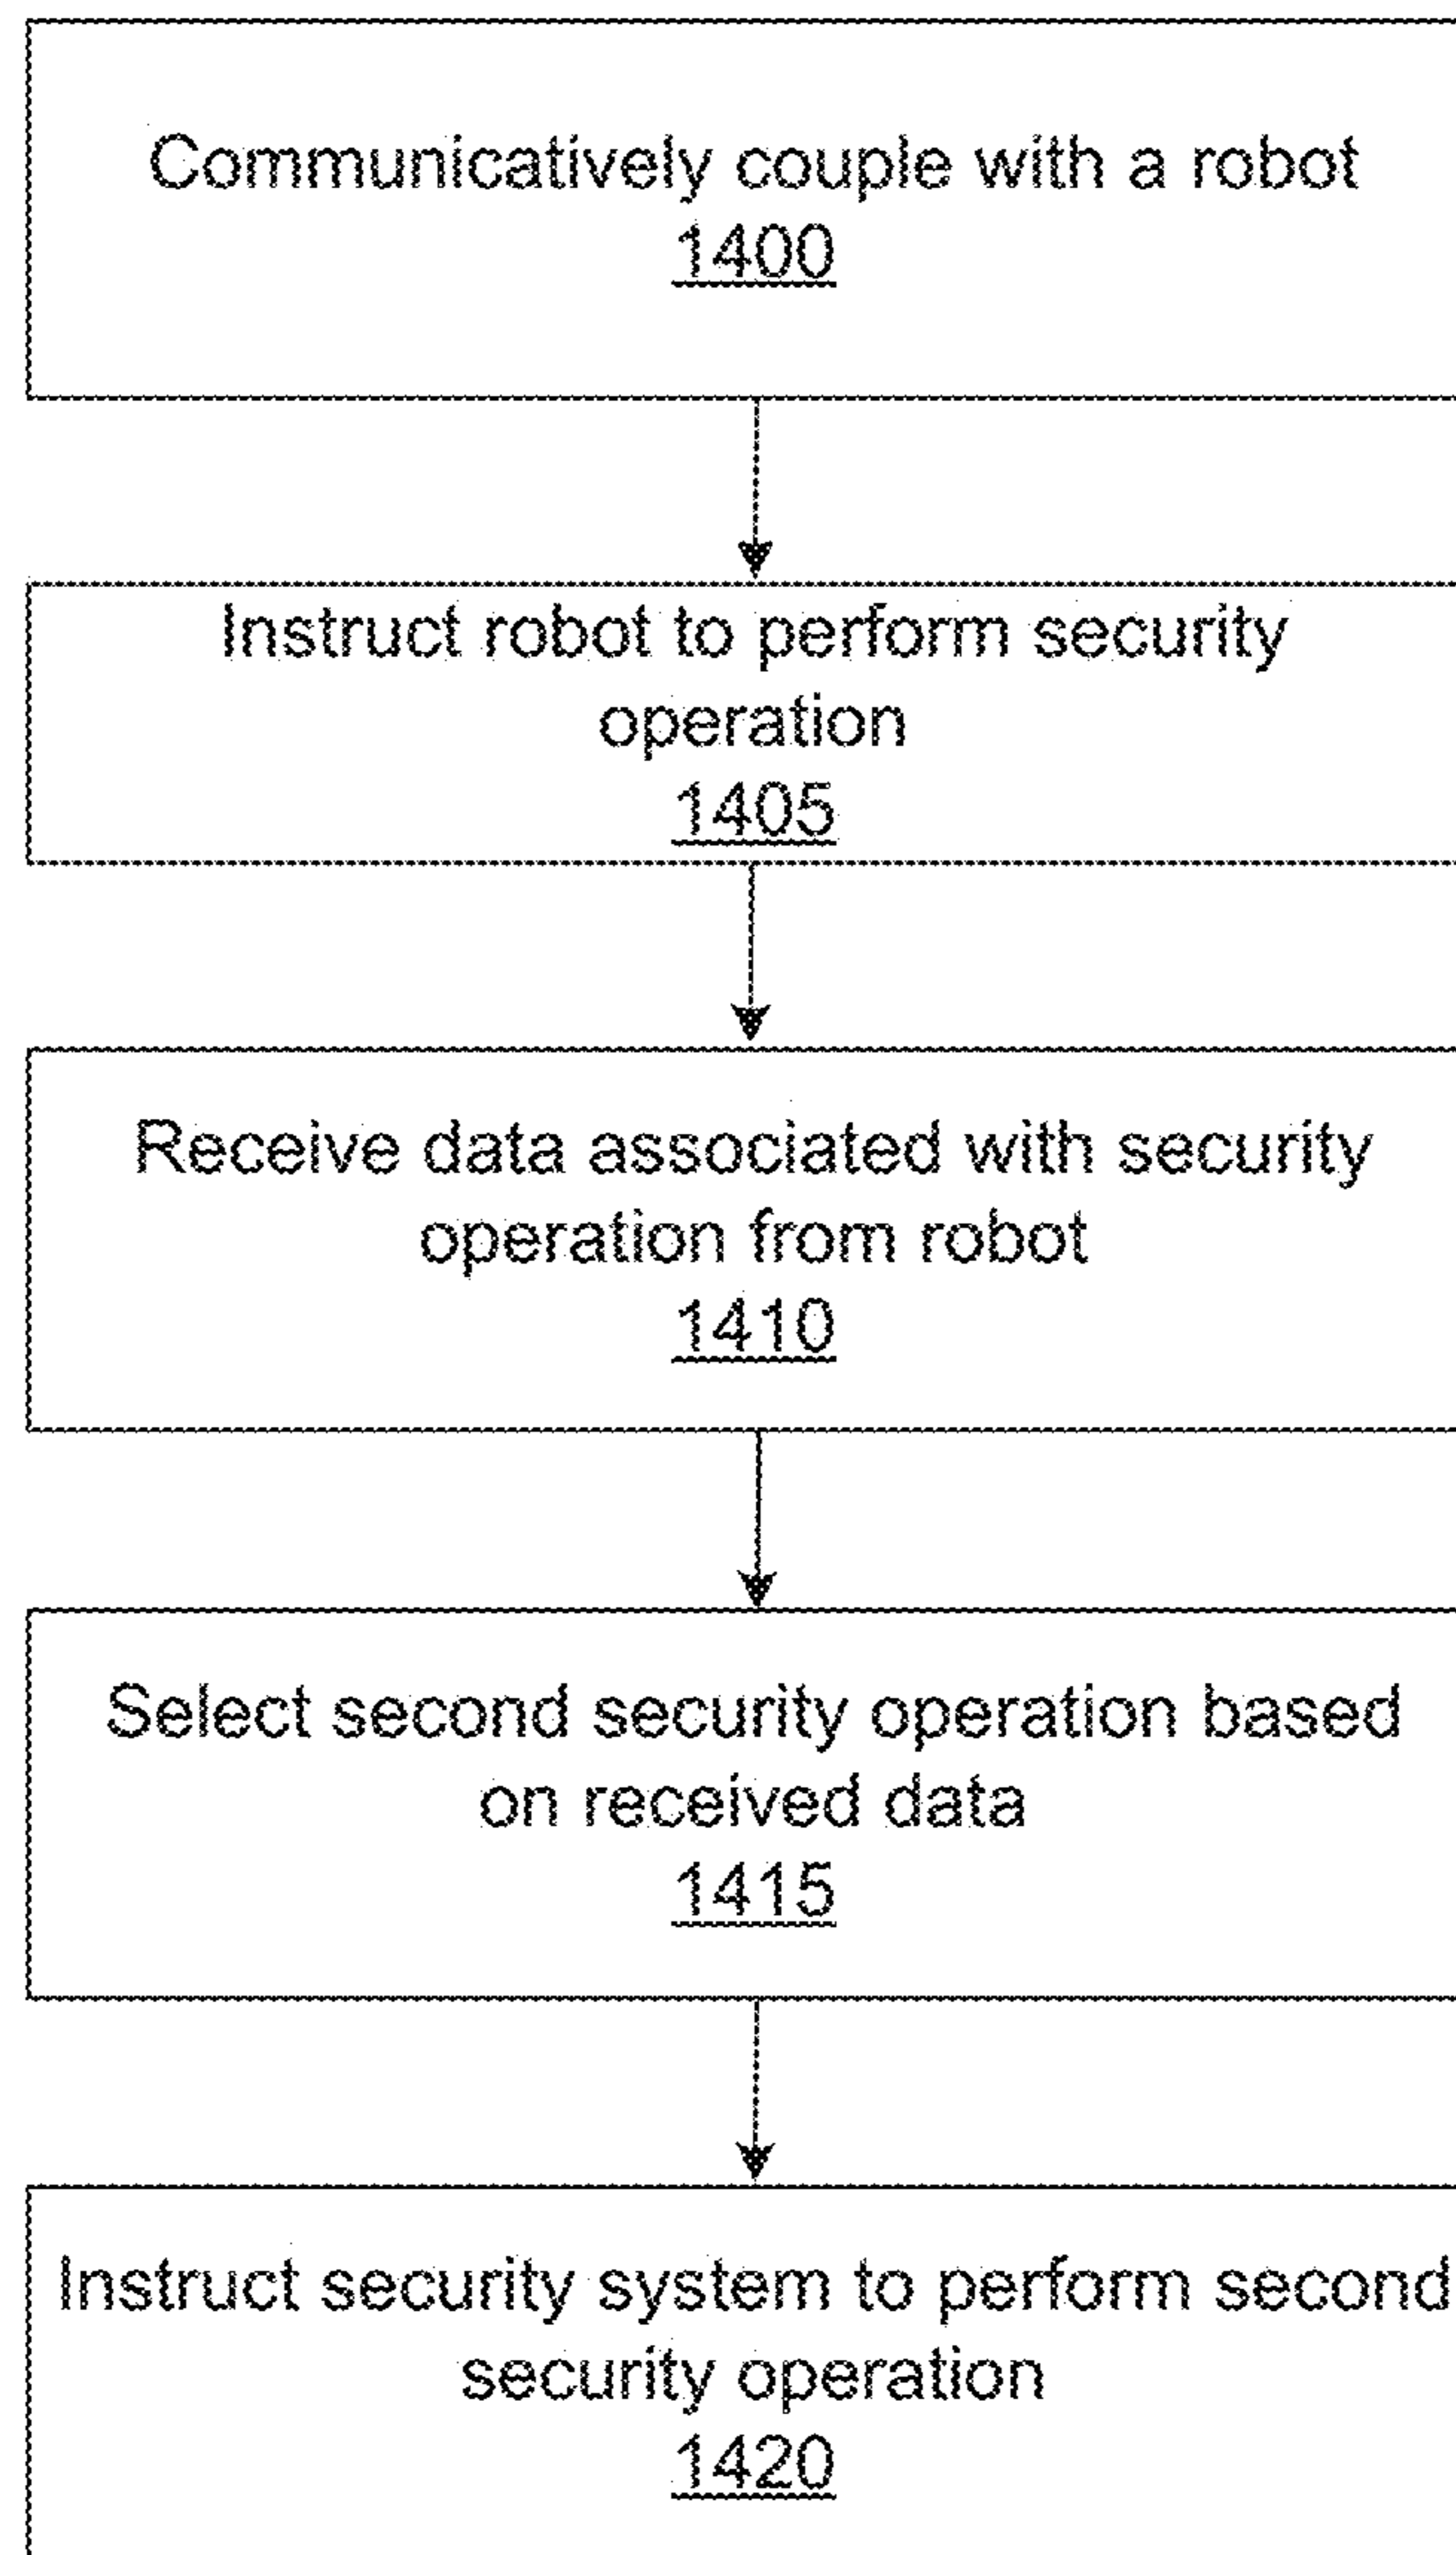 Communicatively couple with a robot
1400
Instruct robot to perform security
operation
1405
Receive data associated with security
operation from robot
1410
Select second security operation based
on received data
1415
Instruct security system to perform second
security operation
1420